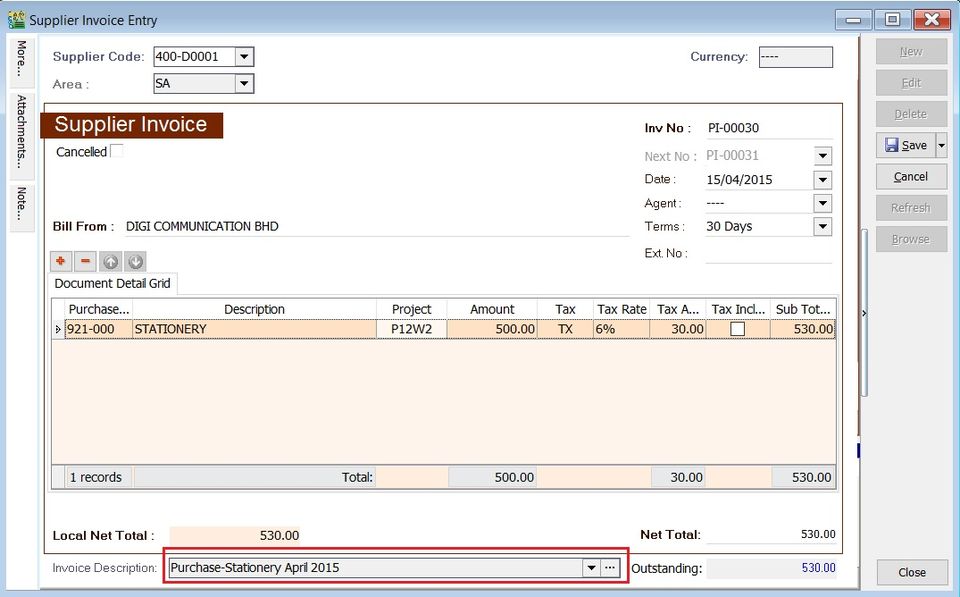 Supplier Invoice Entry
More...
Attachments...
Note...
Supplier Code: 400-D0001
Currency: ----
Area : SA
Supplier Invoice
Cancelled
Inv No : PI-00030
Next No : PI-00031
Date : 15/04/2015
Agent : ----
Bill From : DIGI COMMUNICATION BHD
Terms : 30 Days
Ext. No :
Document Detail Grid
Purchase... Description Project Amount Tax Tax Rate Tax A... Tax Incl... Sub Tot...
921-000 STATIONERY P12W2 500.00 TX 6% 30.00 530.00
1 records Total: 500.00 30.00 530.00
Local Net Total : 530.00
Net Total: 530.00
Invoice Description: Purchase-Stationery April 2015 ... Outstanding: 530.00
New
Edit
Delete
Save
Cancel
Refresh
Browse
Close